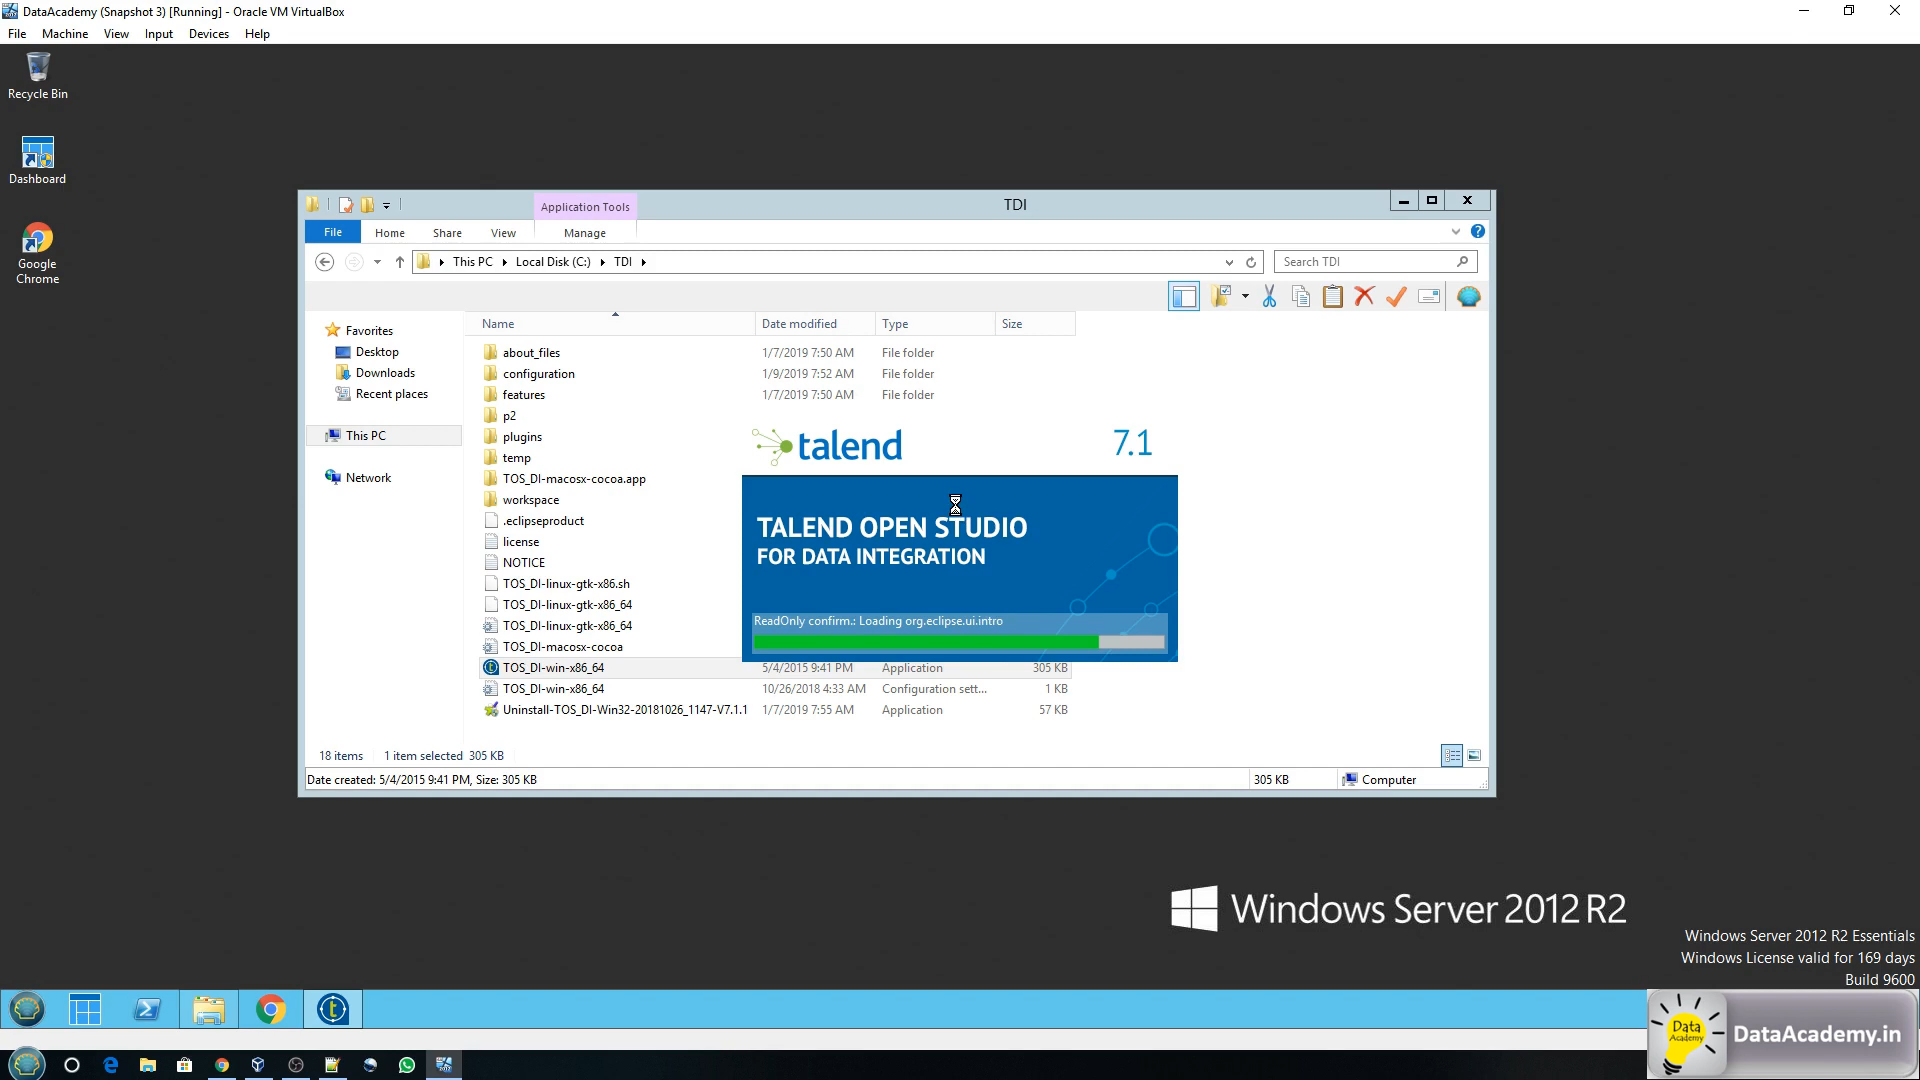 DataAcademy (Snapshot 3) [Running] - Oracle VM VirtualBox
File Machine View Input Devices Help
Recycle Bin
Dashboard
Google
Chrome
Application Tools
TDI
File Home Share View Manage
This PC Local Disk (C:) TDI
Search TDI
Name Date modified Type Size
Favorites
Desktop
Downloads
Recent places
This PC
Network
about_files 1/7/2019 7:50 AM File folder
configuration 1/9/2019 7:52 AM File folder
features 1/7/2019 7:50 AM File folder
p2
plugins
temp
TOS_DI-macosx-cocoa.app
workspace
.eclipseproduct
license
NOTICE
TOS_DI-linux-gtk-x86.sh
TOS_DI-linux-gtk-x86_64
TOS_DI-linux-gtk-x86_64
TOS_DI-macosx-cocoa
TOS_DI-win-x86_64 5/4/2015 9:41 PM Application 305 KB
TOS_DI-win-x86_64 10/26/2018 4:33 AM Configuration sett... 1 KB
Uninstall-TOS_DI-Win32-20181026_1147-V7.1.1 1/7/2019 7:55 AM Application 57 KB
talend 7.1
TALEND OPEN STUDIO
FOR DATA INTEGRATION
ReadOnly confirm.: Loading org.eclipse.ui.intro
18 items 1 item selected 305 KB
Date created: 5/4/2015 9:41 PM, Size: 305 KB 305 KB Computer
Windows Server 2012 R2
Windows Server 2012 R2 Essentials
Windows License valid for 169 days
Build 9600
Data
Academy
DataAcademy.in